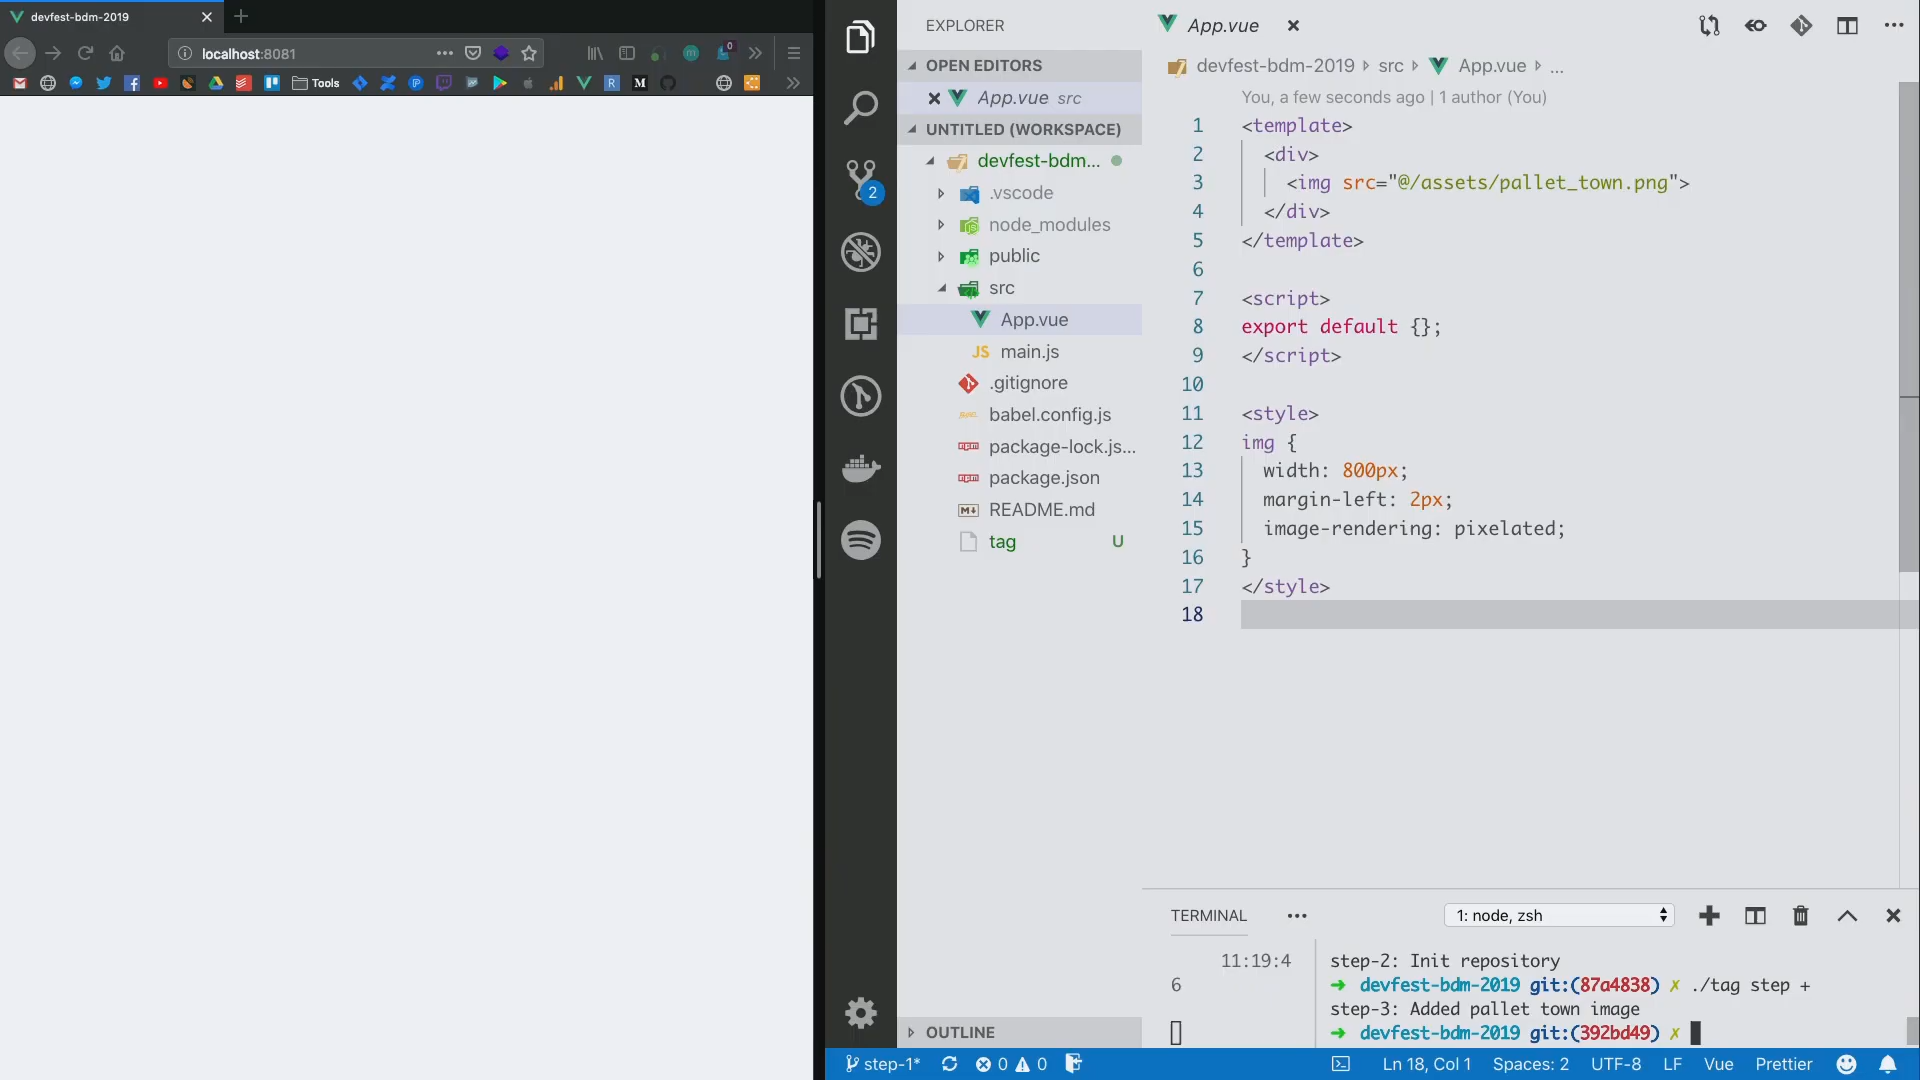 devfest-bdm-2019
localhost:8081
0
Tools
EXPLORER
OPEN EDITORS
App.vue src
UNTITLED (WORKSPACE)
devfest-bdm...
.vscode
node_modules
public
src
App.vue
JS main.js
.gitignore
babel.config.js
package-lock.js...
package.json
README.md
tag U
OUTLINE
2
App.vue
devfest-bdm-2019 src App.vue ...
You, a few seconds ago | 1 author (You)
1 <template>
2 <div>
3 <img src="@/assets/pallet_town.png">
4 </div>
5 </template>
6
7 <script>
8 export default {};
9 </script>
10
11 <style>
12 img {
13 width: 800px;
14 margin-left: 2px;
15 image-rendering: pixelated;
16 }
17 </style>
18
TERMINAL
1: node, zsh
11:19:4
6
step-2: Init repository
➜ devfest-bdm-2019 git:(87a4838) ✗ ./tag step +
step-3: Added pallet town image
➜ devfest-bdm-2019 git:(392bd49) ✗
step-1* 0 0
Ln 18, Col 1 Spaces: 2 UTF-8 LF Vue Prettier